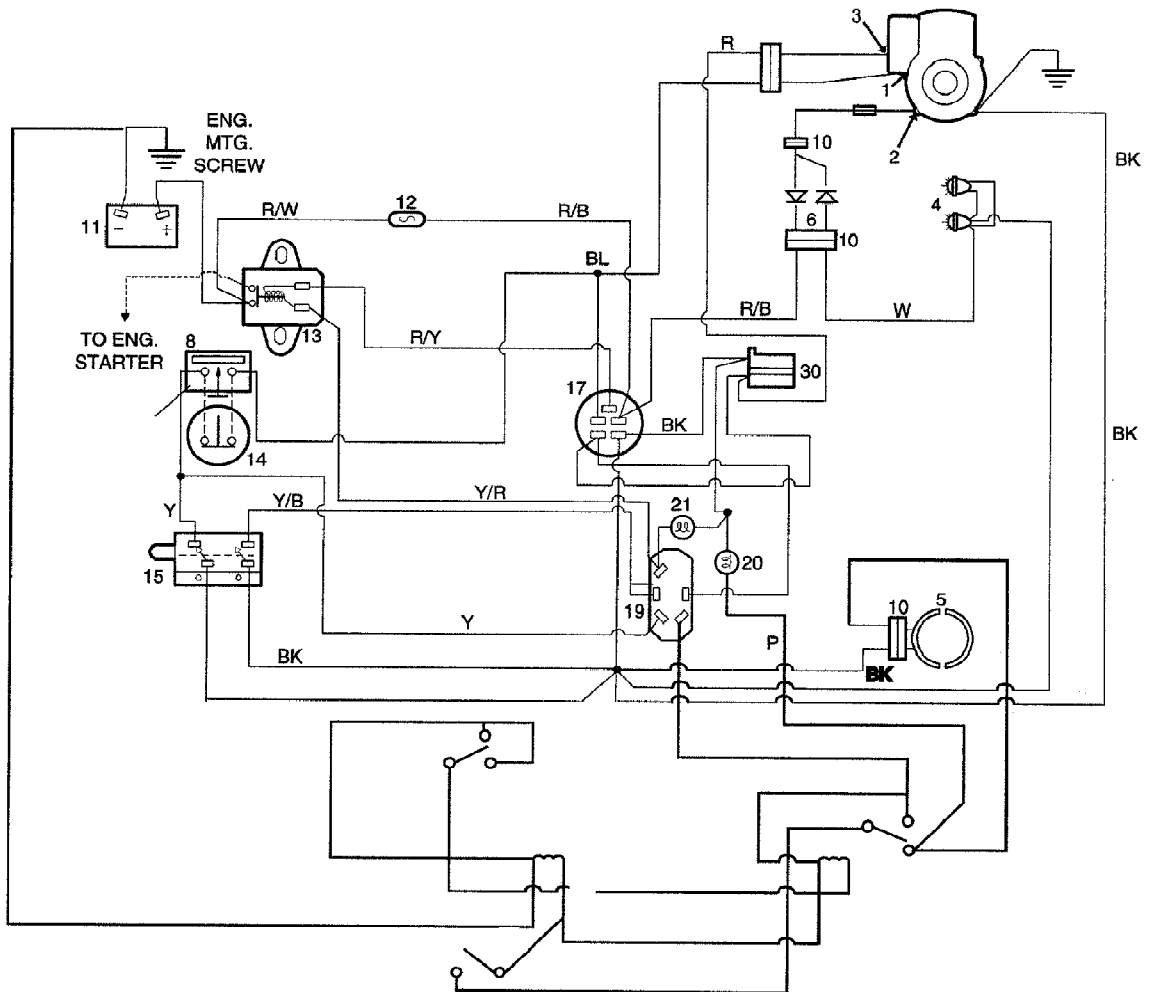 3
R
1
2
ENG.
MTG.
SCREW
10
BK
12
R/W
R/B
4
11
−
+
6
10
BL
R/B
W
13
TO ENG.
STARTER
8
R/Y
30
17
BK
BK
14
Y/R
Y/B
21
Y
15
20
19
10
5
Y
P
BK
BK